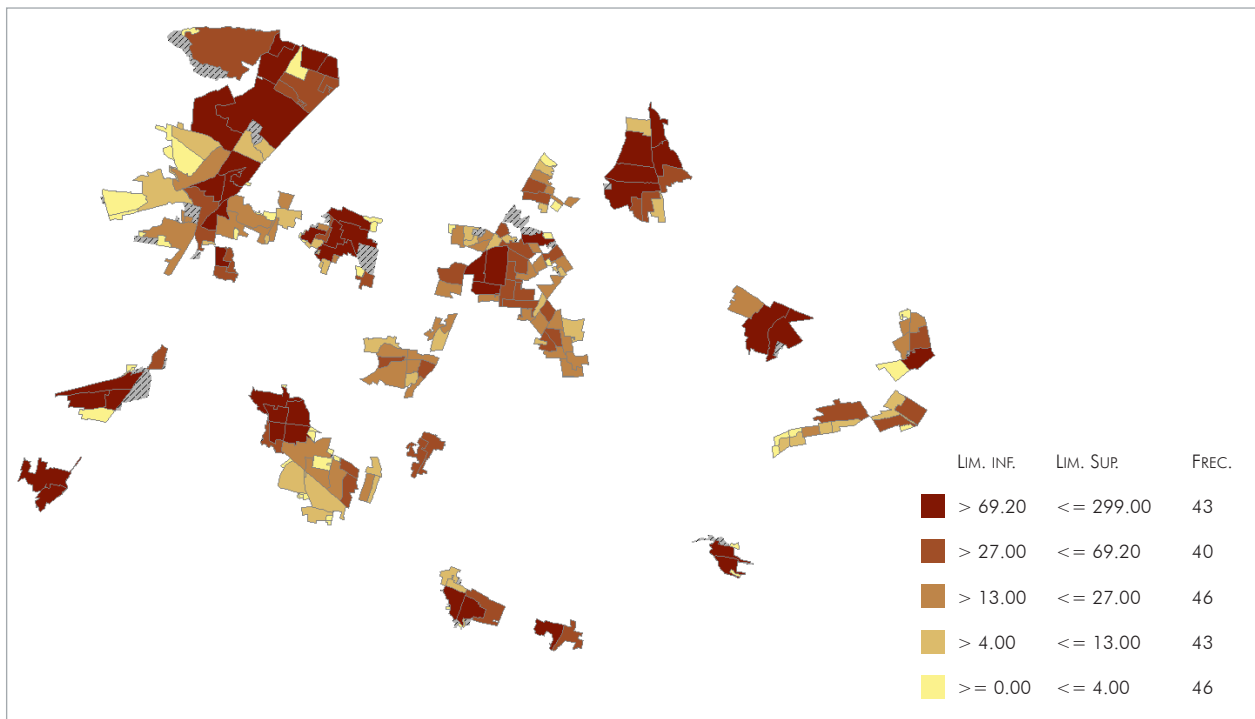 LIM. INF. LIM. SUP. FREC.
> 69.20 <= 299.00 43
> 27.00 <= 69.20 40
> 13.00 <= 27.00 46
> 4.00 <= 13.00 43
>= 0.00 <= 4.00 46